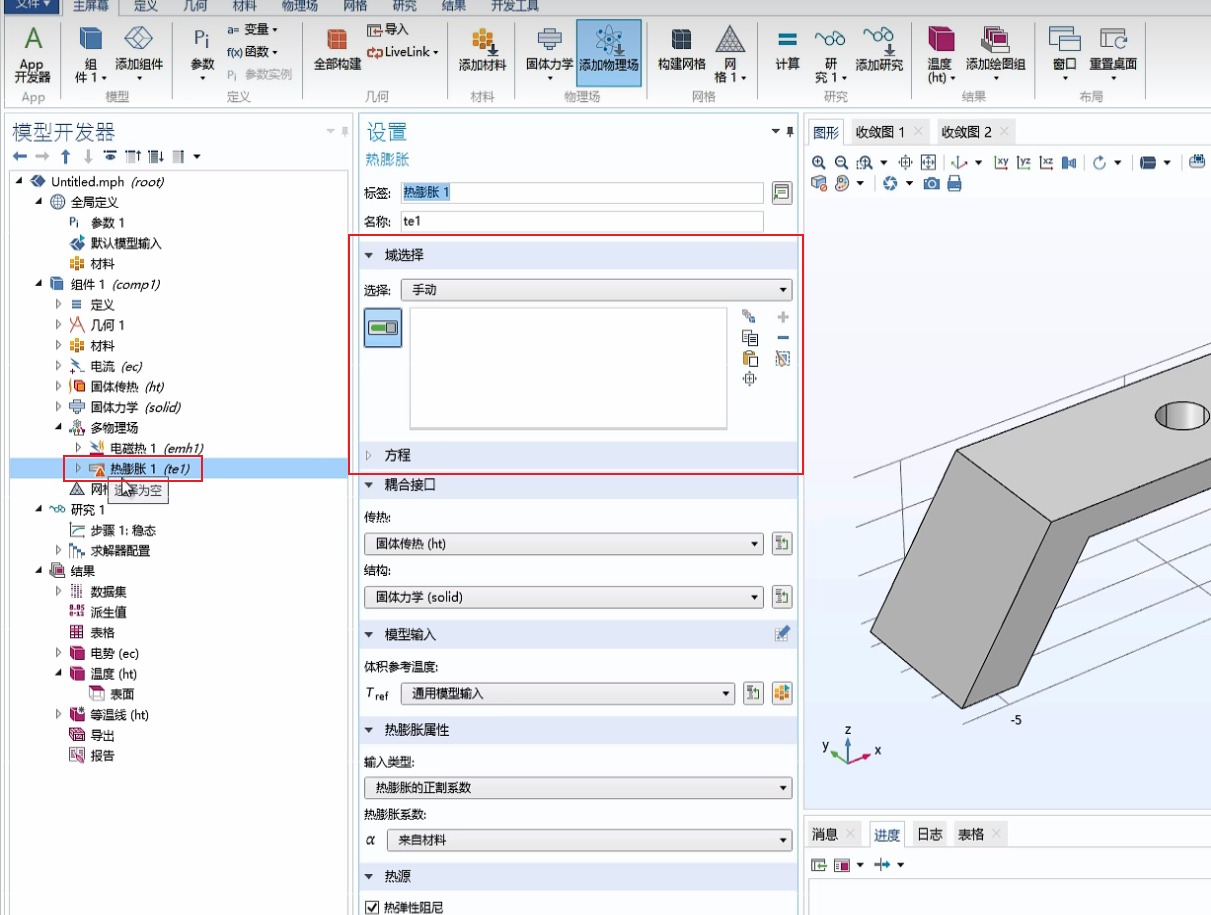 文件 主屏幕 定义 几何 材料 物理场 网格 研究 结果 开发工具
App 开发器
App
组件 1 添加组件
模型
Pi 参数 a= 变量 f(x) 函数 Pi 参数实例
定义
全部构建 导入 LiveLink
几何
添加材料
材料
固体力学 添加物理场
物理场
构建网格 网格 1
网格
计算 研究 1 添加研究
研究
温度 (ht) 添加绘图组
结果
窗口 重置桌面
布局
模型开发器
Untitled.mph (root)
全局定义
Pi 参数 1
默认模型输入
材料
组件 1 (comp1)
定义
几何 1
材料
电流 (ec)
固体传热 (ht)
固体力学 (solid)
多物理场
电磁热 1 (emh1)
热膨胀 1 (te1)
选择为空
研究 1
步骤 1: 稳态
求解器配置
结果
数据集
8.85
e-12 派生值
表格
电势 (ec)
温度 (ht)
表面
等温线 (ht)
导出
报告
设置
热膨胀
标签: 热膨胀 1
名称: te1
域选择
选择: 手动
方程
耦合接口
传热:
固体传热 (ht)
结构:
固体力学 (solid)
模型输入
体积参考温度:
Tref 通用模型输入
热膨胀属性
输入类型:
热膨胀的正割系数
热膨胀系数:
α 来自材料
热源
热弹性阻尼
图形 收敛图 1 收敛图 2
xy yz xz
-5
z
y x
消息 进度 日志 表格